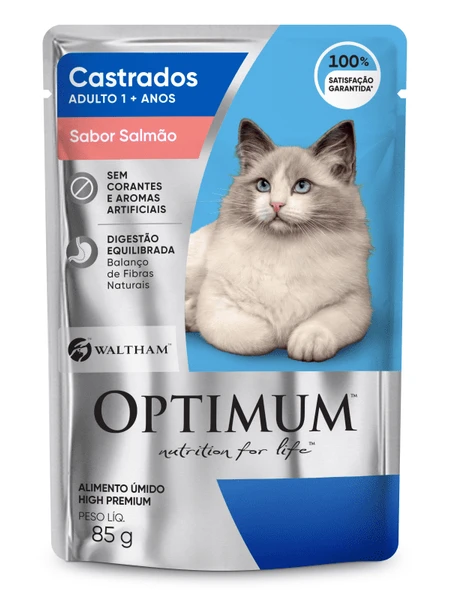 Castrados
ADULTO 1 + ANOS
Sabor Salmão
100%
SATISFAÇÃO
GARANTIDA*
SEM
CORANTES
E AROMAS
ARTIFICIAIS
DIGESTÃO
EQUILIBRADA
Balanço
de Fibras
Naturais
WALTHAM™
OPTIMUM™
nutrition for life™
ALIMENTO ÚMIDO
HIGH PREMIUM
PESO LÍQ.
85 g